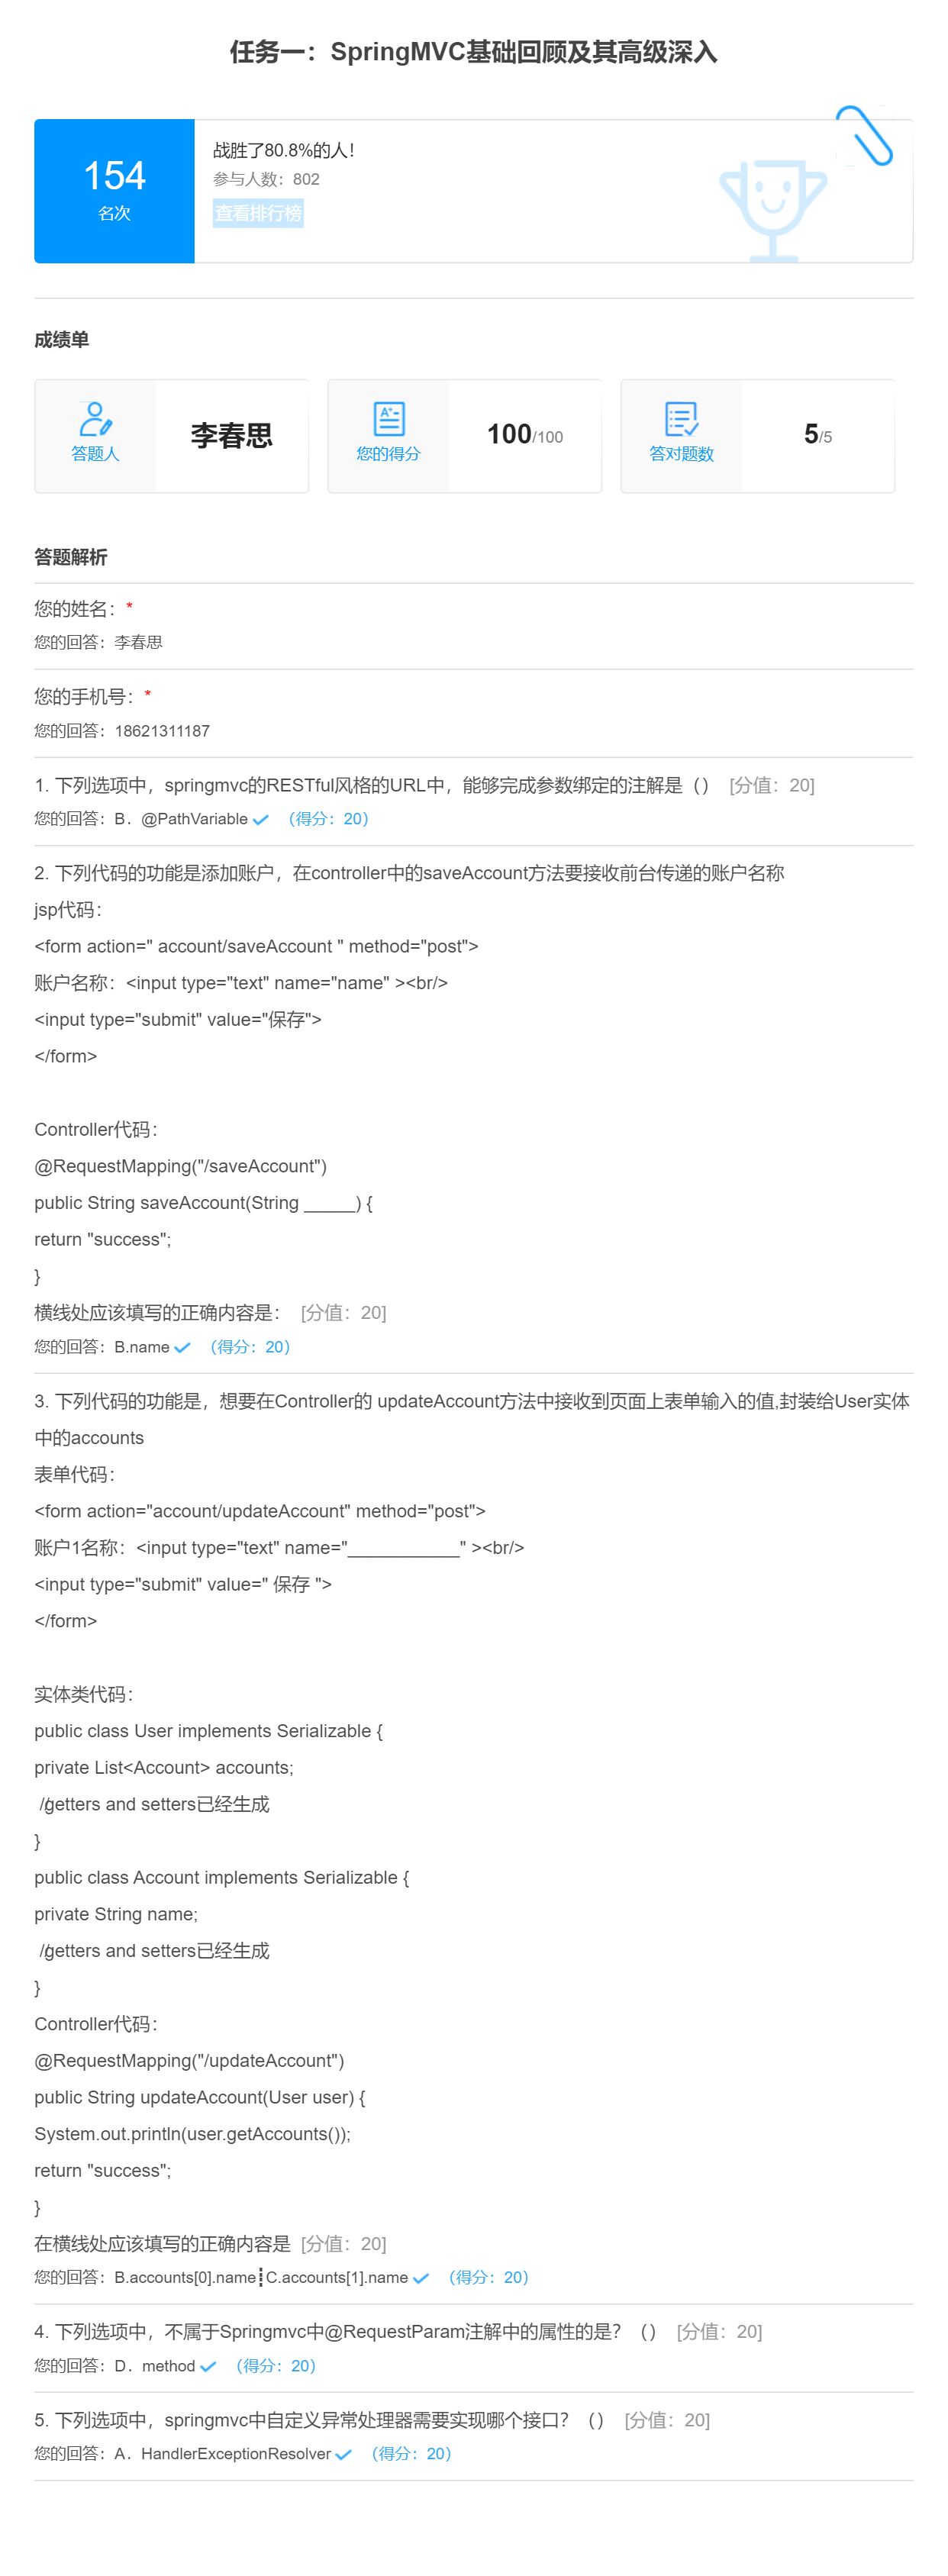 任务一：SpringMVC基础回顾及其高级深入
154
名次
战胜了80.8%的人！
参与人数：802
查看排行榜
成绩单
答题人
李春思
您的得分
100/100
答对题数
5/5
答题解析
您的姓名：*
您的回答：李春思
您的手机号：*
您的回答：18621311187
1. 下列选项中，springmvc的RESTful风格的URL中，能够完成参数绑定的注解是（） [分值：20]
您的回答：B．@PathVariable （得分：20）
2. 下列代码的功能是添加账户，在controller中的saveAccount方法要接收前台传递的账户名称
jsp代码：
<form action=" account/saveAccount " method="post">
账户名称：<input type="text" name="name" ><br/>
<input type="submit" value="保存">
</form>
Controller代码：
@RequestMapping("/saveAccount")
public String saveAccount(String _____) {
return "success";
}
横线处应该填写的正确内容是： [分值：20]
您的回答：B.name （得分：20）
3. 下列代码的功能是，想要在Controller的 updateAccount方法中接收到页面上表单输入的值,封装给User实体
中的accounts
表单代码：
<form action="account/updateAccount" method="post">
账户1名称：<input type="text" name="___________" ><br/>
<input type="submit" value=" 保存 ">
</form>
实体类代码：
public class User implements Serializable {
private List<Account> accounts;
//getters and setters已经生成
}
public class Account implements Serializable {
private String name;
//getters and setters已经生成
}
Controller代码：
@RequestMapping("/updateAccount")
public String updateAccount(User user) {
System.out.println(user.getAccounts());
return "success";
}
在横线处应该填写的正确内容是 [分值：20]
您的回答：B.accounts[0].name┋C.accounts[1].name （得分：20）
4. 下列选项中，不属于Springmvc中@RequestParam注解中的属性的是？（） [分值：20]
您的回答：D．method （得分：20）
5. 下列选项中，springmvc中自定义异常处理器需要实现哪个接口？（） [分值：20]
您的回答：A．HandlerExceptionResolver （得分：20）